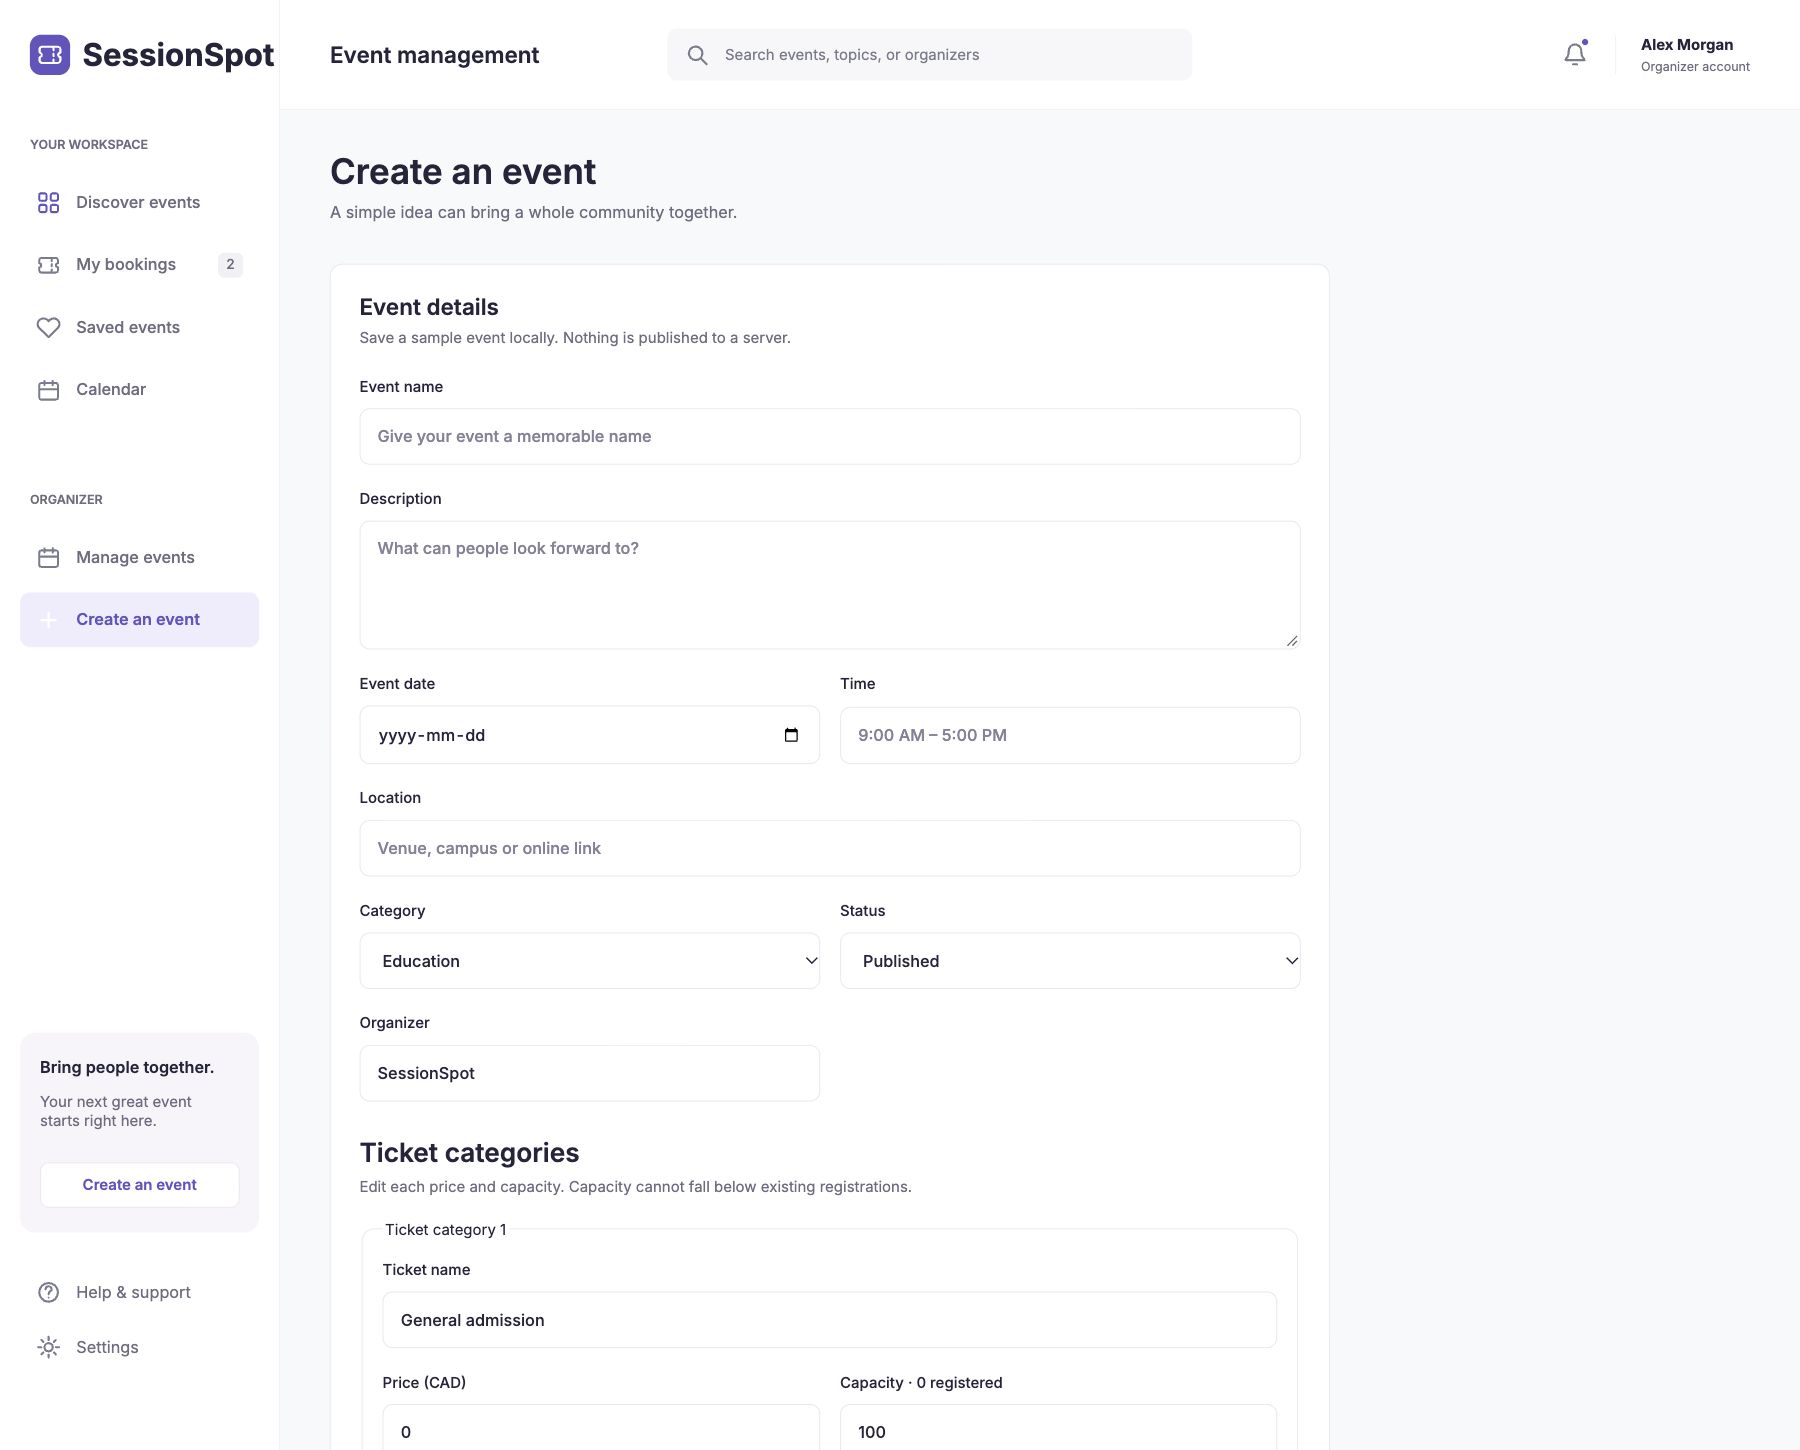 SessionSpot
Event management
Search events, topics, or organizers
Alex Morgan
Organizer account
YOUR WORKSPACE
Discover events
My bookings
2
Saved events
Calendar
ORGANIZER
Manage events
Create an event
Bring people together.
Your next great event
starts right here.
Create an event
Help & support
Settings
Create an event
A simple idea can bring a whole community together.
Event details
Save a sample event locally. Nothing is published to a server.
Event name
Give your event a memorable name
Description
What can people look forward to?
Event date
Time
yyyy-mm-dd
9:00 AM – 5:00 PM
Location
Venue, campus or online link
Category
Status
Education
Published
Organizer
SessionSpot
Ticket categories
Edit each price and capacity. Capacity cannot fall below existing registrations.
Ticket category 1
Ticket name
General admission
Price (CAD)
Capacity · 0 registered
0
100